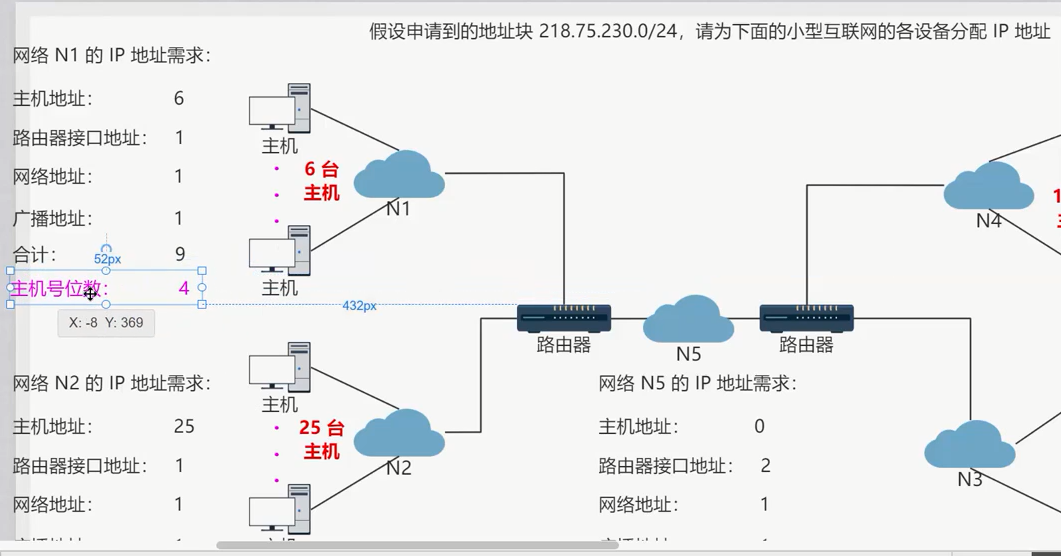 假设申请到的地址块 218.75.230.0/24，请为下面的小型互联网的各设备分配 IP 地址
网络 N1 的 IP 地址需求：
主机地址： 6
路由器接口地址： 1
网络地址： 1
广播地址： 1
合计： 9
52px
主机号位数： 4
432px
X: -8 Y: 369
主机
6 台
主机
N1
主机
N4
路由器
N5
路由器
网络 N2 的 IP 地址需求：
主机地址： 25
路由器接口地址： 1
网络地址： 1
主机
25 台
主机
N2
网络 N5 的 IP 地址需求：
主机地址： 0
路由器接口地址： 2
网络地址： 1
N3